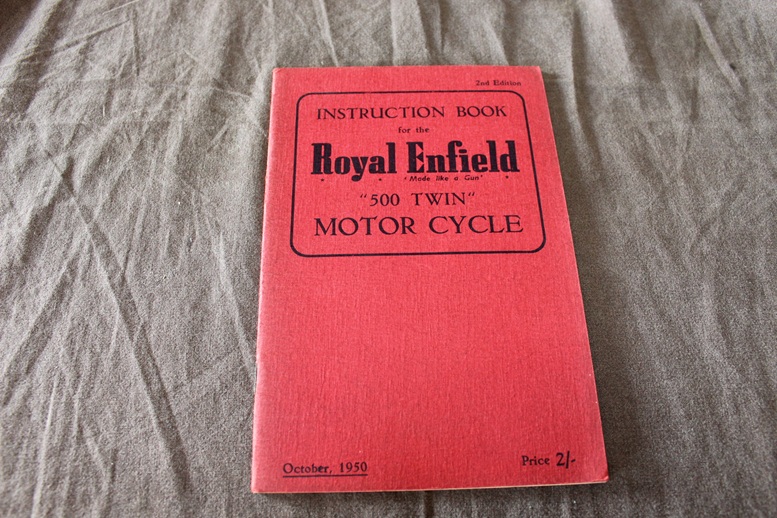 2nd Edition
INSTRUCTION BOOK
for the
Royal Enfield
"Made like a Gun"
"500 TWIN"
MOTOR CYCLE
October, 1950
Price 2/-